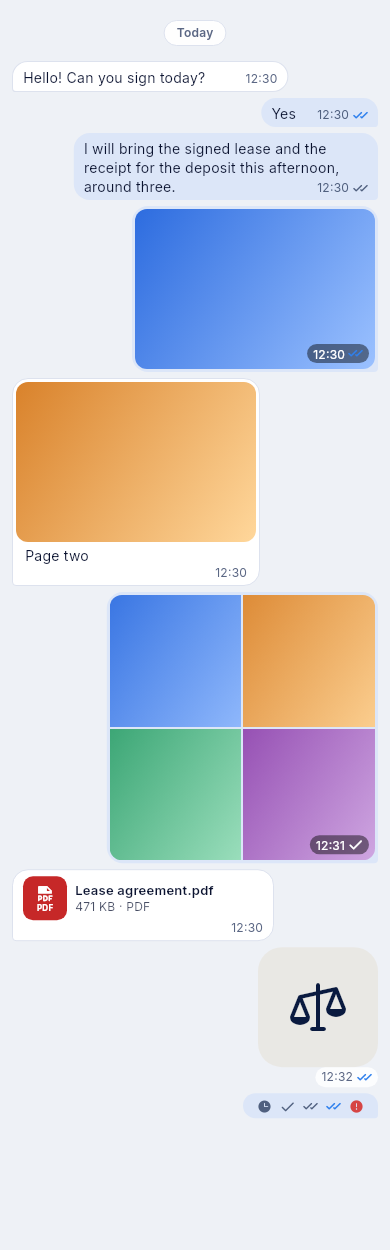 Today
Hello! Can you sign today? 12:30
Yes 12:30
I will bring the signed lease and the
receipt for the deposit this afternoon,
around three. 12:30
12:30
Page two
12:30
12:31
PDF
PDF
Lease agreement.pdf
471 KB · PDF
12:30
12:32